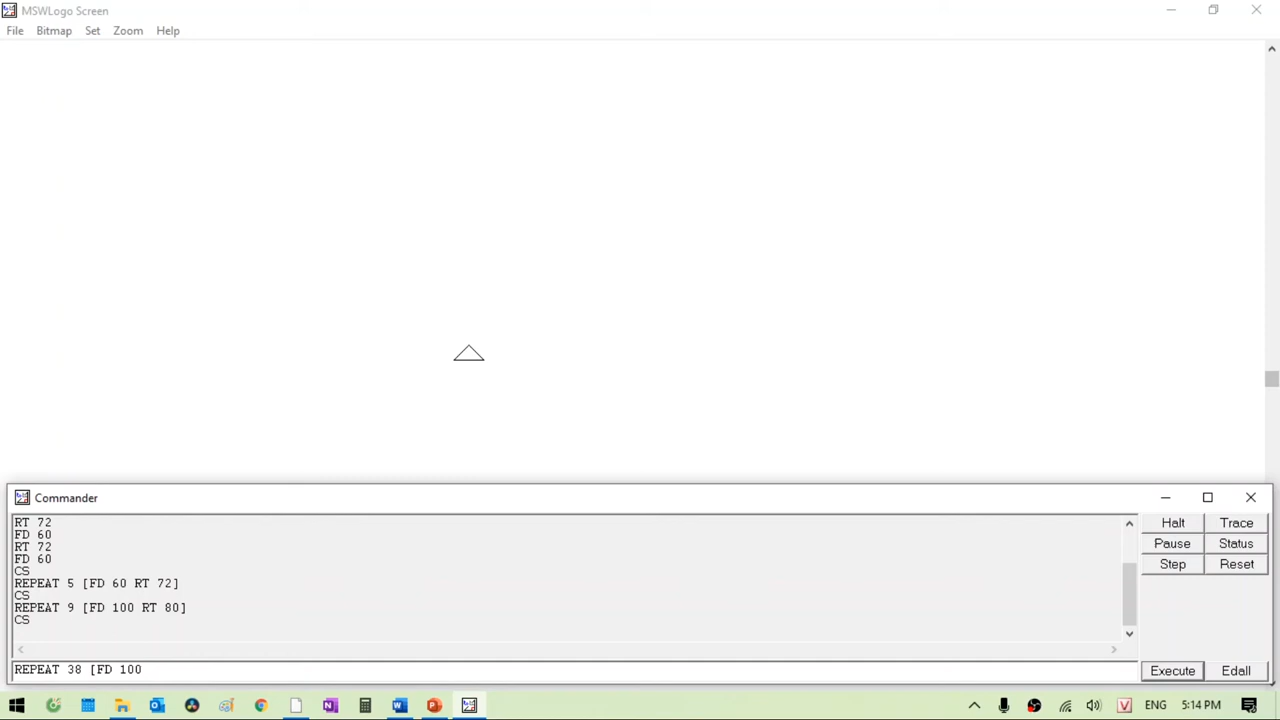 MSWLogo Screen
File Bitmap Set Zoom Help
Commander
RT 72
FD 60
RT 72
FD 60
CS
REPEAT 5 [FD 60 RT 72]
CS
REPEAT 9 [FD 100 RT 80]
CS
REPEAT 38 [FD 100
Halt Trace
Pause Status
Step Reset
Execute Edall
ENG 5:14 PM